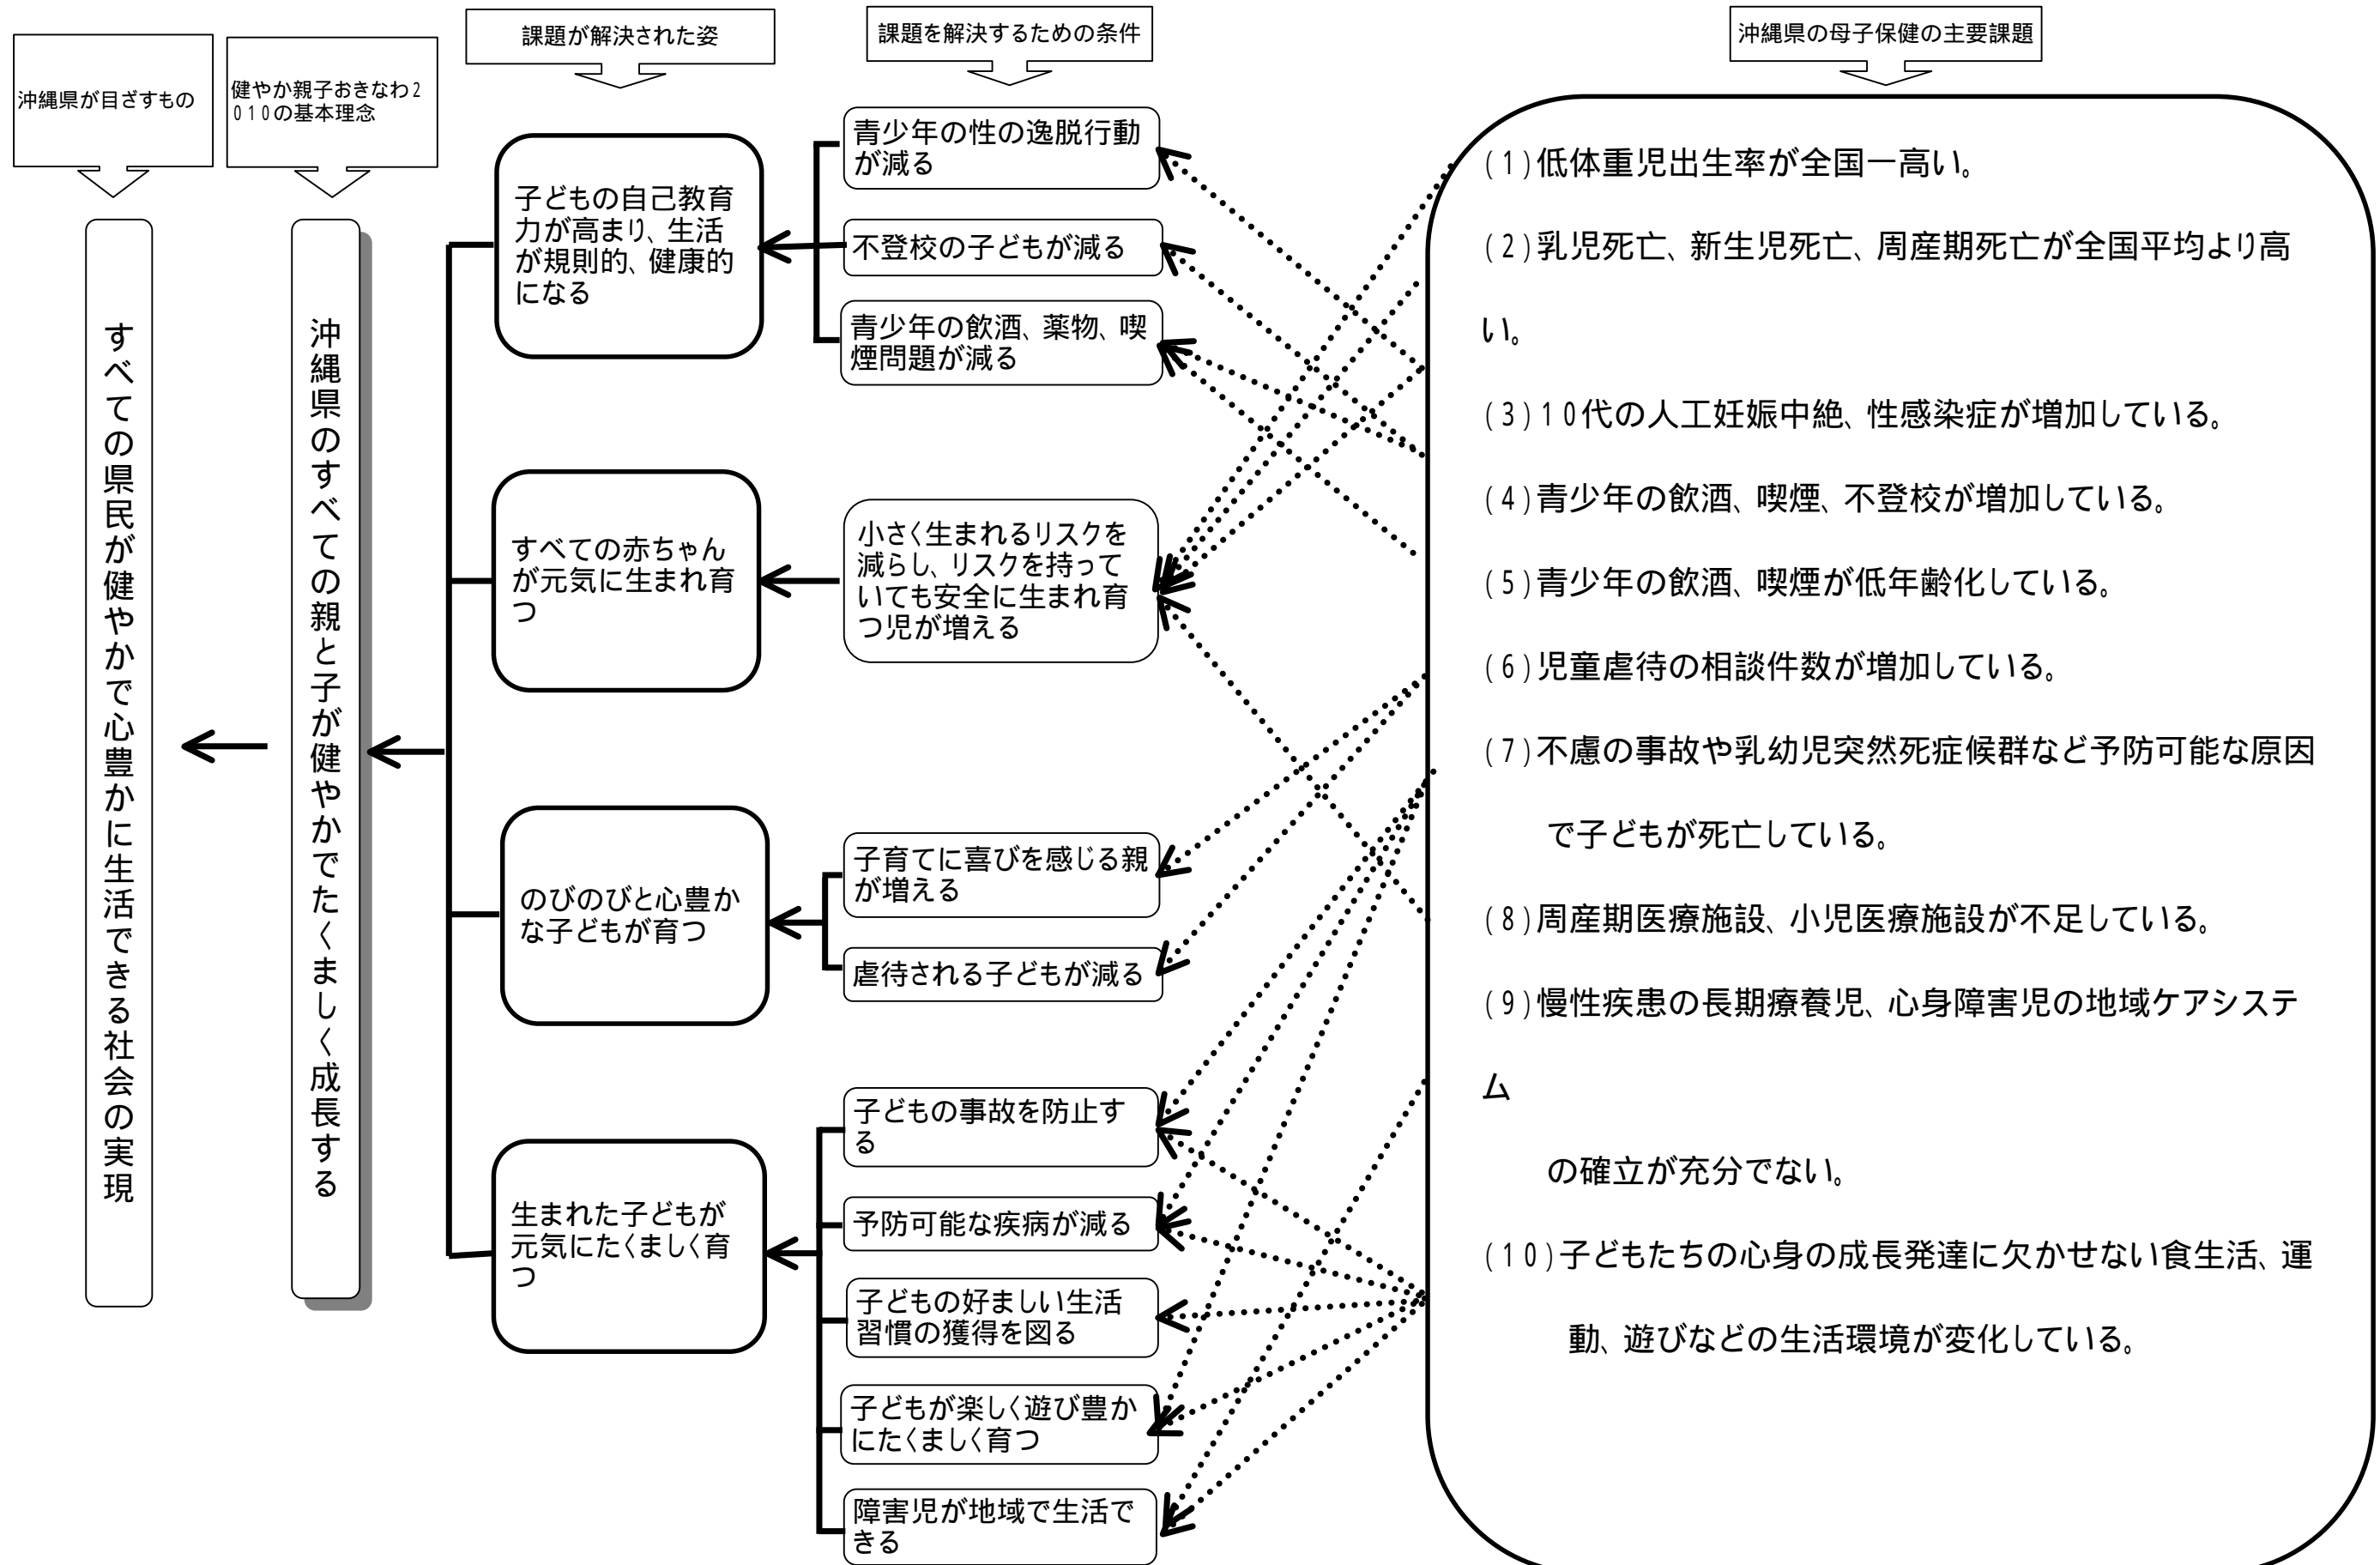 沖縄県が目ざすもの
健やか親子おきなわ2
010の基本理念
課題が解決された姿
課題を解決するための条件
沖縄県の母子保健の主要課題
すべての県民が健やかで心豊かに生活できる社会の実現
沖縄県のすべての親と子が健やかでたくましく成長する
子どもの自己教育
力が高まり、生活
が規則的、健康的
になる
すべての赤ちゃん
が元気に生まれ育
つ
のびのびと心豊か
な子どもが育つ
生まれた子どもが
元気にたくましく育
つ
青少年の性の逸脱行動
が減る
不登校の子どもが減る
青少年の飲酒、薬物、喫
煙問題が減る
小さく生まれるリスクを
減らし、リスクを持って
いても安全に生まれ育
つ児が増える
子育てに喜びを感じる親
が増える
虐待される子どもが減る
子どもの事故を防止す
る
予防可能な疾病が減る
子どもの好ましい生活
習慣の獲得を図る
子どもが楽しく遊び豊か
にたくましく育つ
障害児が地域で生活で
きる
(1)低体重児出生率が全国一高い。
(2)乳児死亡、新生児死亡、周産期死亡が全国平均より高
い。
(3)10代の人工妊娠中絶、性感染症が増加している。
(4)青少年の飲酒、喫煙、不登校が増加している。
(5)青少年の飲酒、喫煙が低年齢化している。
(6)児童虐待の相談件数が増加している。
(7)不慮の事故や乳幼児突然死症候群など予防可能な原因
で子どもが死亡している。
(8)周産期医療施設、小児医療施設が不足している。
(9)慢性疾患の長期療養児、心身障害児の地域ケアシステ
ム
の確立が充分でない。
(10)子どもたちの心身の成長発達に欠かせない食生活、運
動、遊びなどの生活環境が変化している。